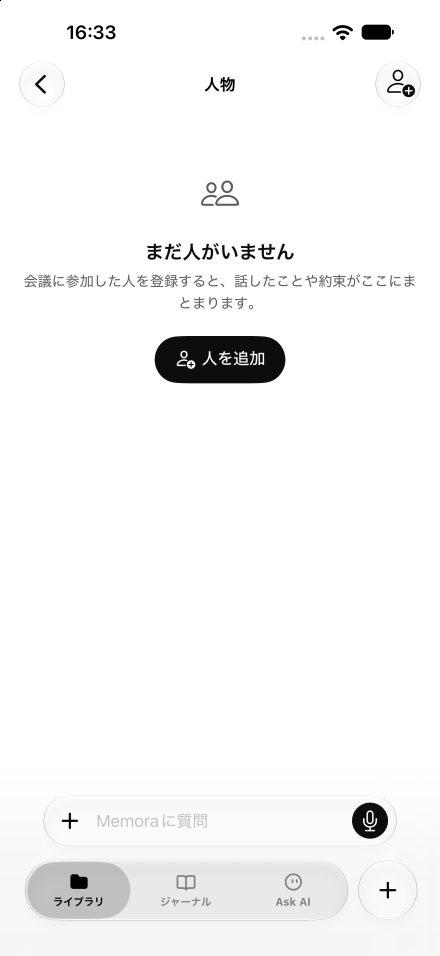 16:33
人物
まだ人がいません
会議に参加した人を登録すると、話したことや約束がここにま
とまります。
人を追加
Memoraに質問
ライブラリ
ジャーナル
Ask AI